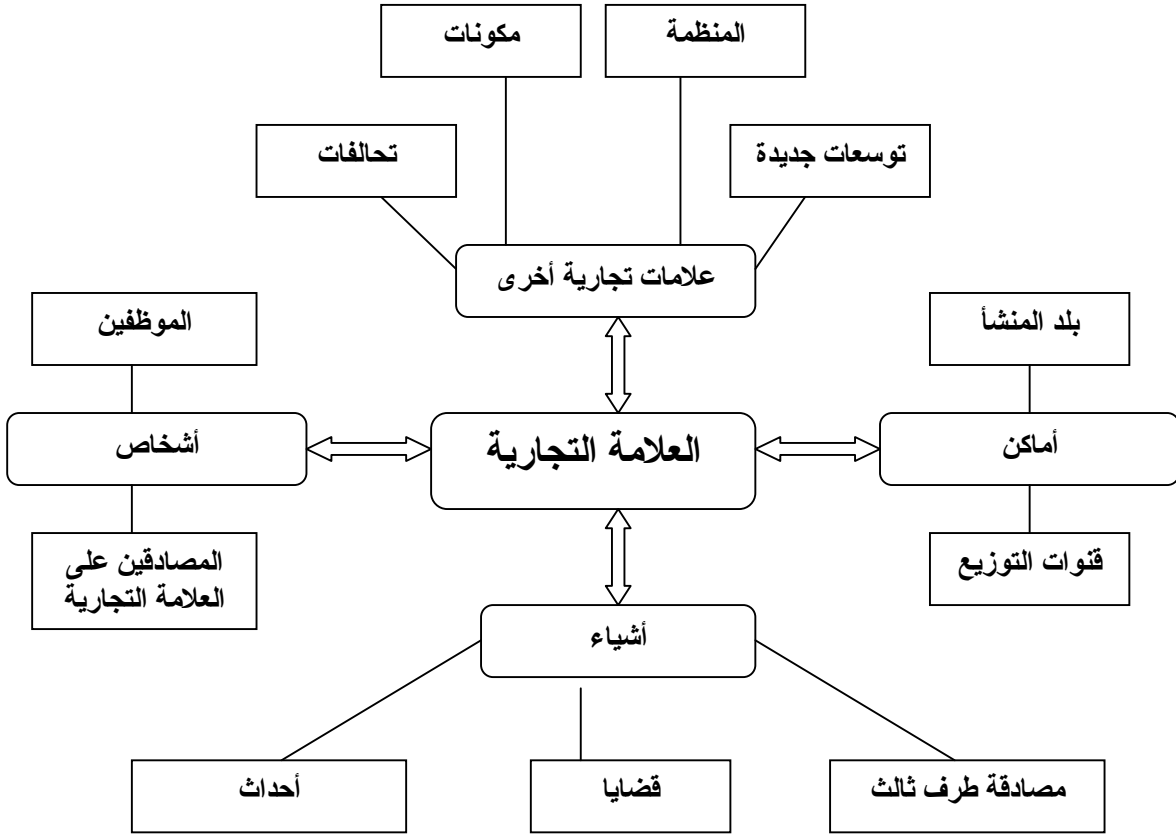 المنظمة
مكونات
توسعات جديدة
تحالفات
علامات تجارية أخرى
بلد المنشأ
الموظفين
أماكن
العلامة التجارية
أشخاص
قنوات التوزيع
المصادقين على
العلامة التجارية
أشياء
مصادقة طرف ثالث
قضايا
أحداث